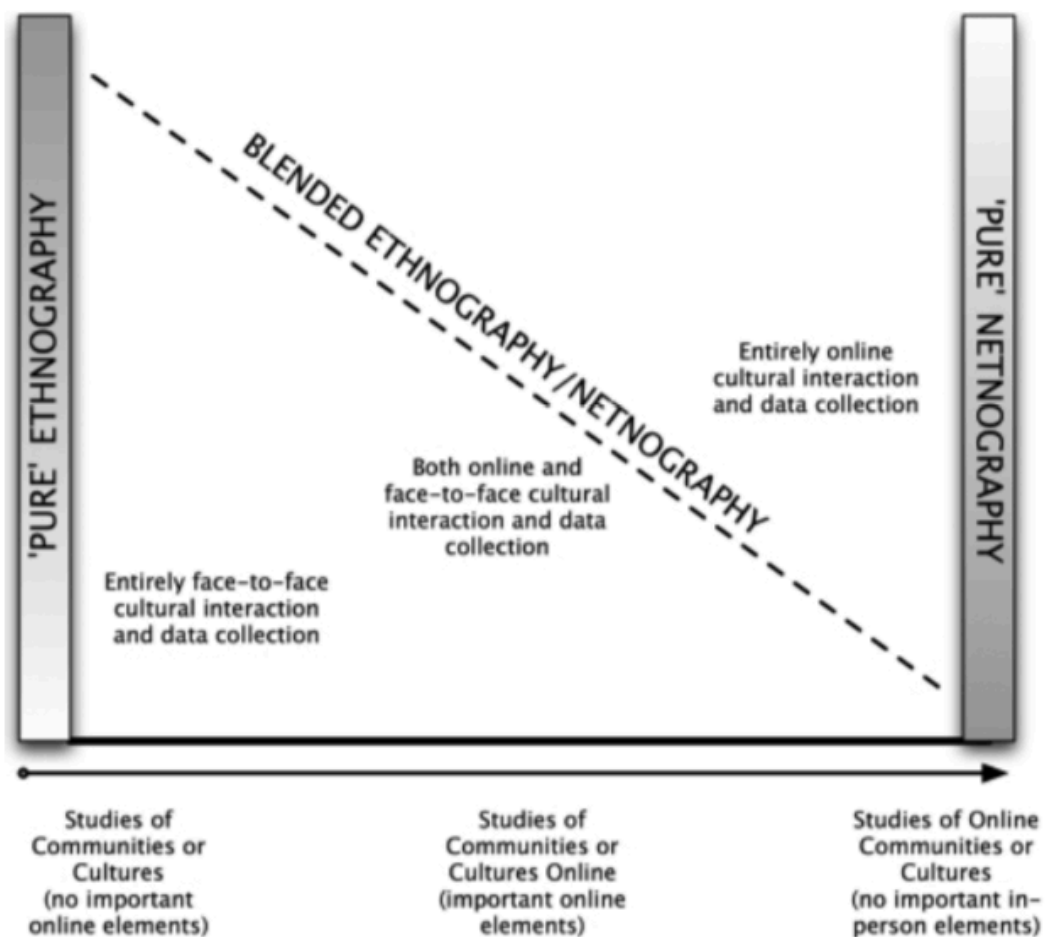 'PURE' ETHNOGRAPHY
BLENDED ETHNOGRAPHY/NETNOGRAPHY
'PURE' NETNOGRAPHY
Entirely online
cultural interaction
and data collection
Both online and
face-to-face cultural
interaction and data
collection
Entirely face-to-face
cultural interaction
and data collection
Studies of
Communities or
Cultures
(no important
online elements)
Studies of
Communities or
Cultures Online
(important online
elements)
Studies of Online
Communities or
Cultures
(no important in-
person elements)